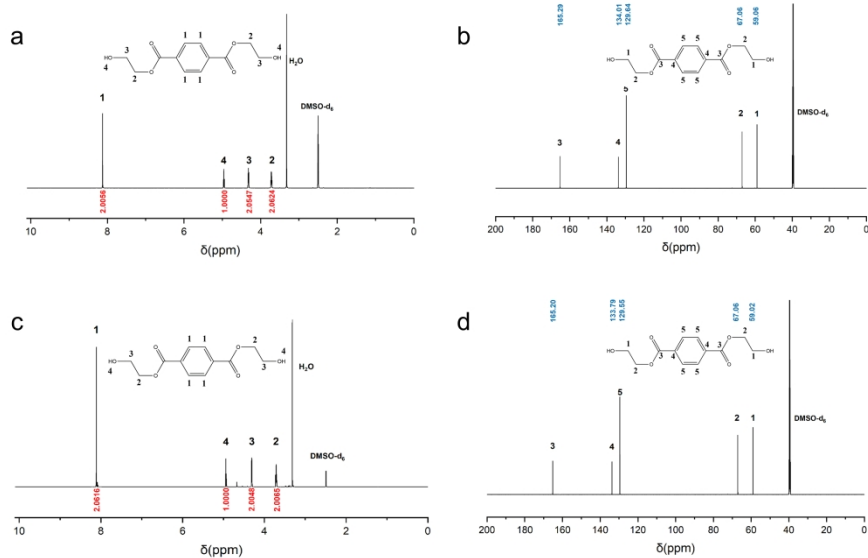 a
1 1
1 1
2
3
4
OH
O
O
O
O
HO
3
4
2
H₂O
DMSO-d₆
1
4 3 2
2.0056 1.0000 2.0547 2.0624
10 8 6 4 2 0
δ(ppm)
b
165.29 134.01 129.64 67.06 59.06
5 5
5 5
4 4
3 3
2
1
OH
O
O
O
O
HO
1
2
DMSO-d₆
5
3 4 2 1
200 180 160 140 120 100 80 60 40 20 0
δ(ppm)
c
1 1
1 1
2
3
4
OH
O
O
O
O
HO
3
4
2
H₂O
DMSO-d₆
1
4 3 2
2.0616 1.0000 2.0048 2.0065
10 8 6 4 2 0
δ(ppm)
d
165.20 133.79 129.55 67.06 59.02
5 5
5 5
4 4
3 3
2
1
OH
O
O
O
O
HO
1
2
DMSO-d₆
5
3 4 2 1
200 180 160 140 120 100 80 60 40 20 0
δ(ppm)